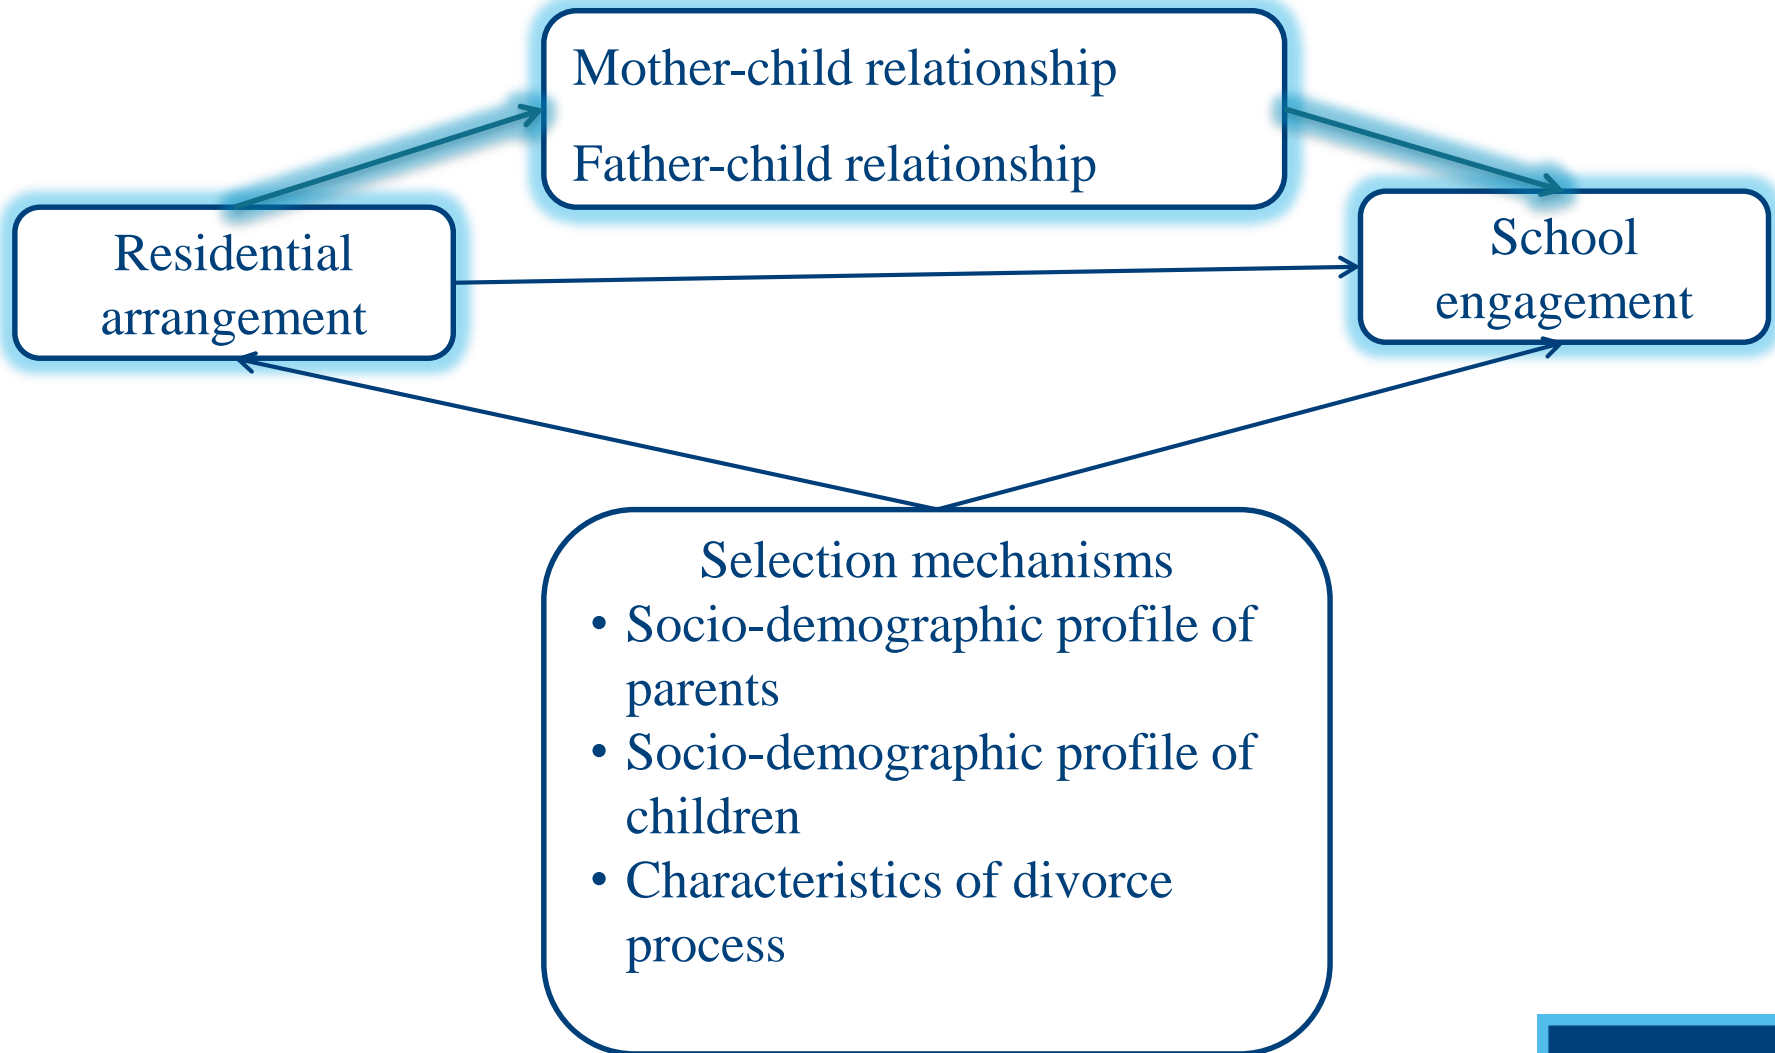 Mother-child relationship
Father-child relationship
Residential
arrangement
School
engagement
Selection mechanisms
• Socio-demographic profile of
parents
• Socio-demographic profile of
children
• Characteristics of divorce
process